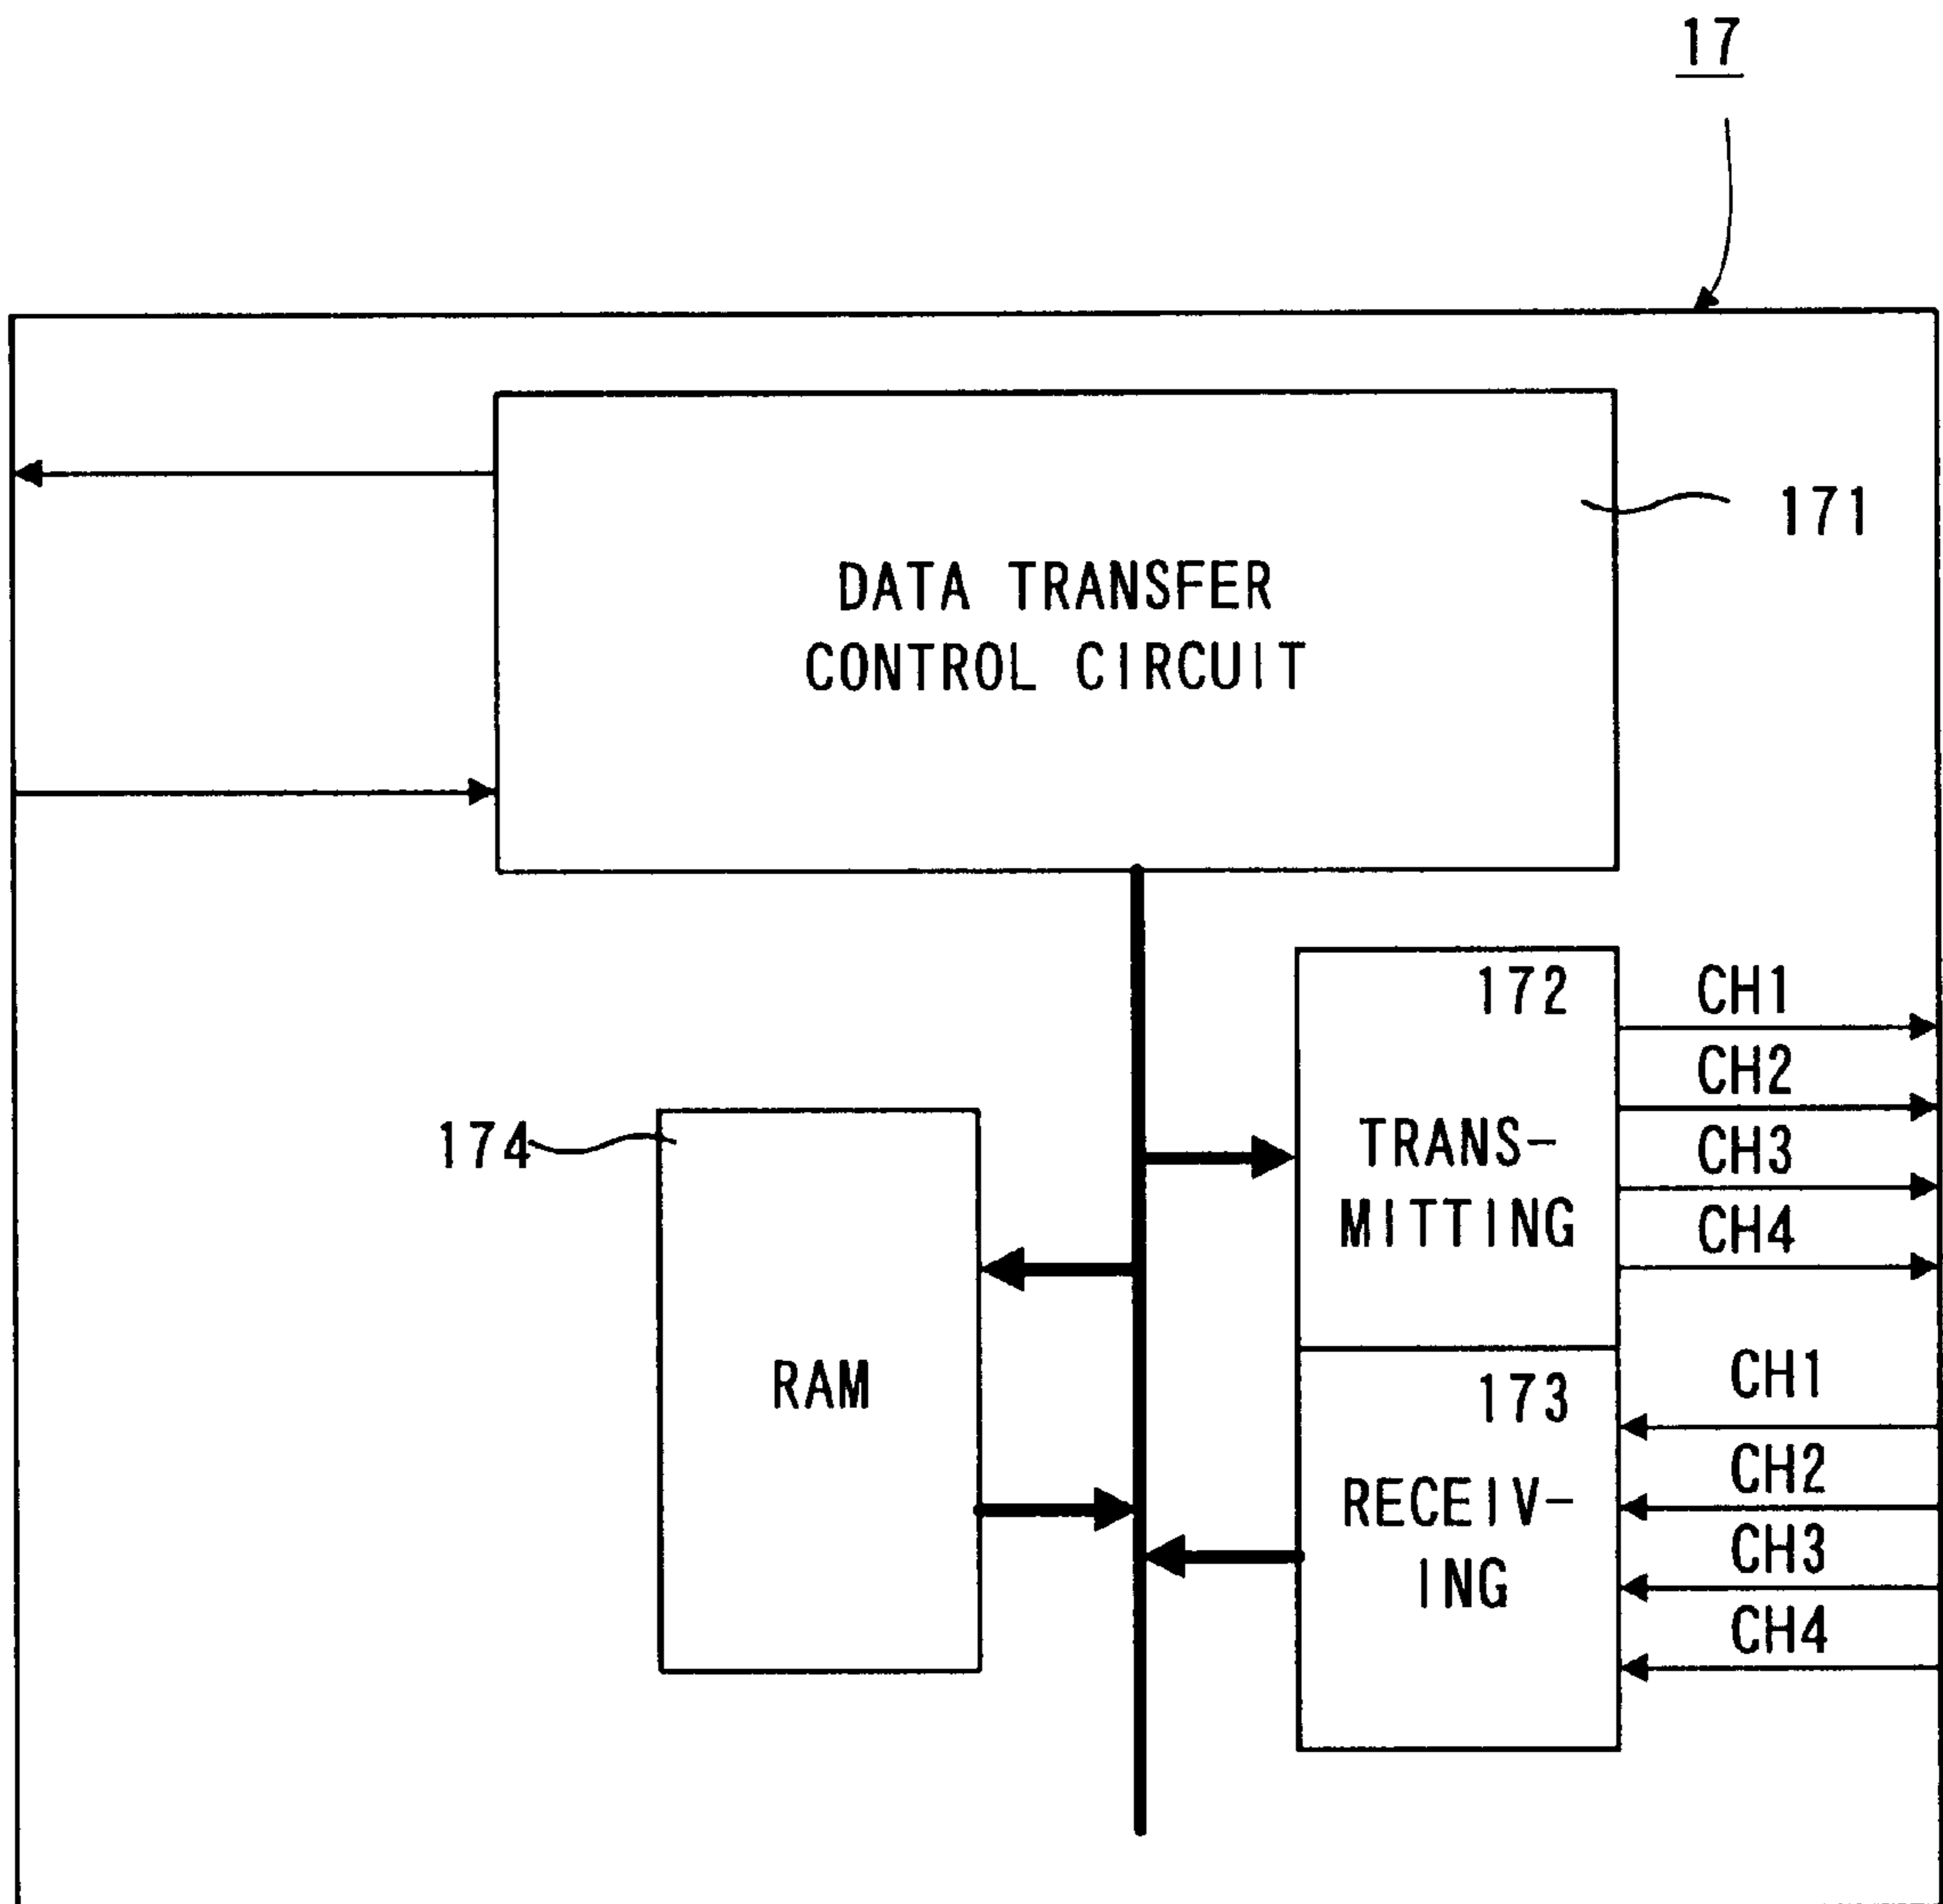 17
171
DATA TRANSFER
CONTROL CIRCUIT
172
CH1
CH2
174
TRANS-
MITTING
CH3
CH4
RAM
173
CH1
RECEIV-
ING
CH2
CH3
CH4